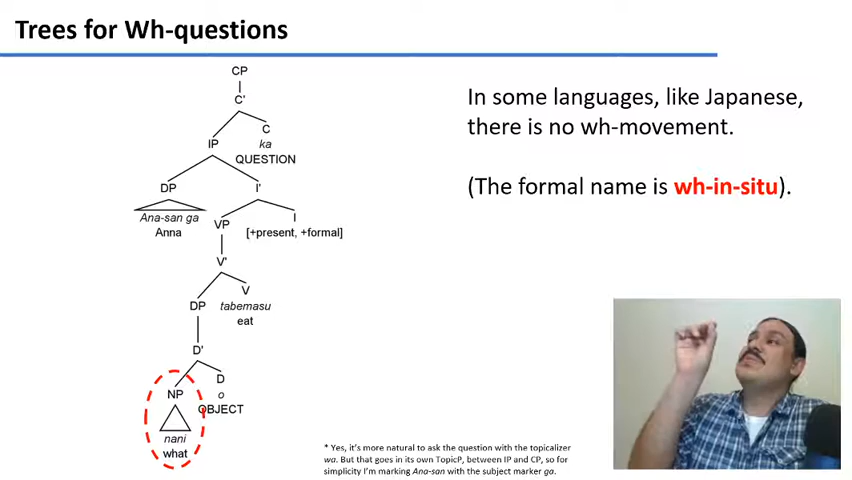 Trees for Wh-questions
CP
C'
C
IP
ka
QUESTION
DP
I'
Ana-san ga
Anna
VP
I
[+present, +formal]
V'
V
DP
tabemasu
eat
D'
D
NP
o
OBJECT
nani
what
In some languages, like Japanese,
there is no wh-movement.
(The formal name is wh-in-situ).
* Yes, it's more natural to ask the question with the topicalizer
wa. But that goes in its own TopicP, between IP and CP, so for
simplicity I'm marking Ana-san with the subject marker ga.